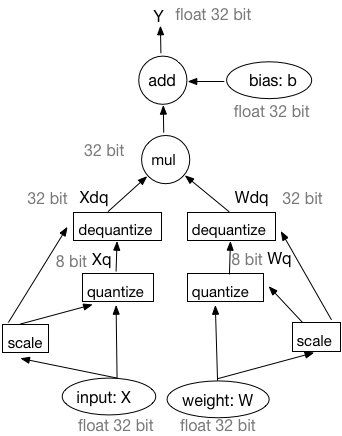 Y float 32 bit
add
bias: b
float 32 bit
32 bit
mul
32 bit Xdq
Wdq 32 bit
dequantize
dequantize
8 bit Xq
8 bit Wq
quantize
quantize
scale
scale
input: X
weight: W
float 32 bit
float 32 bit